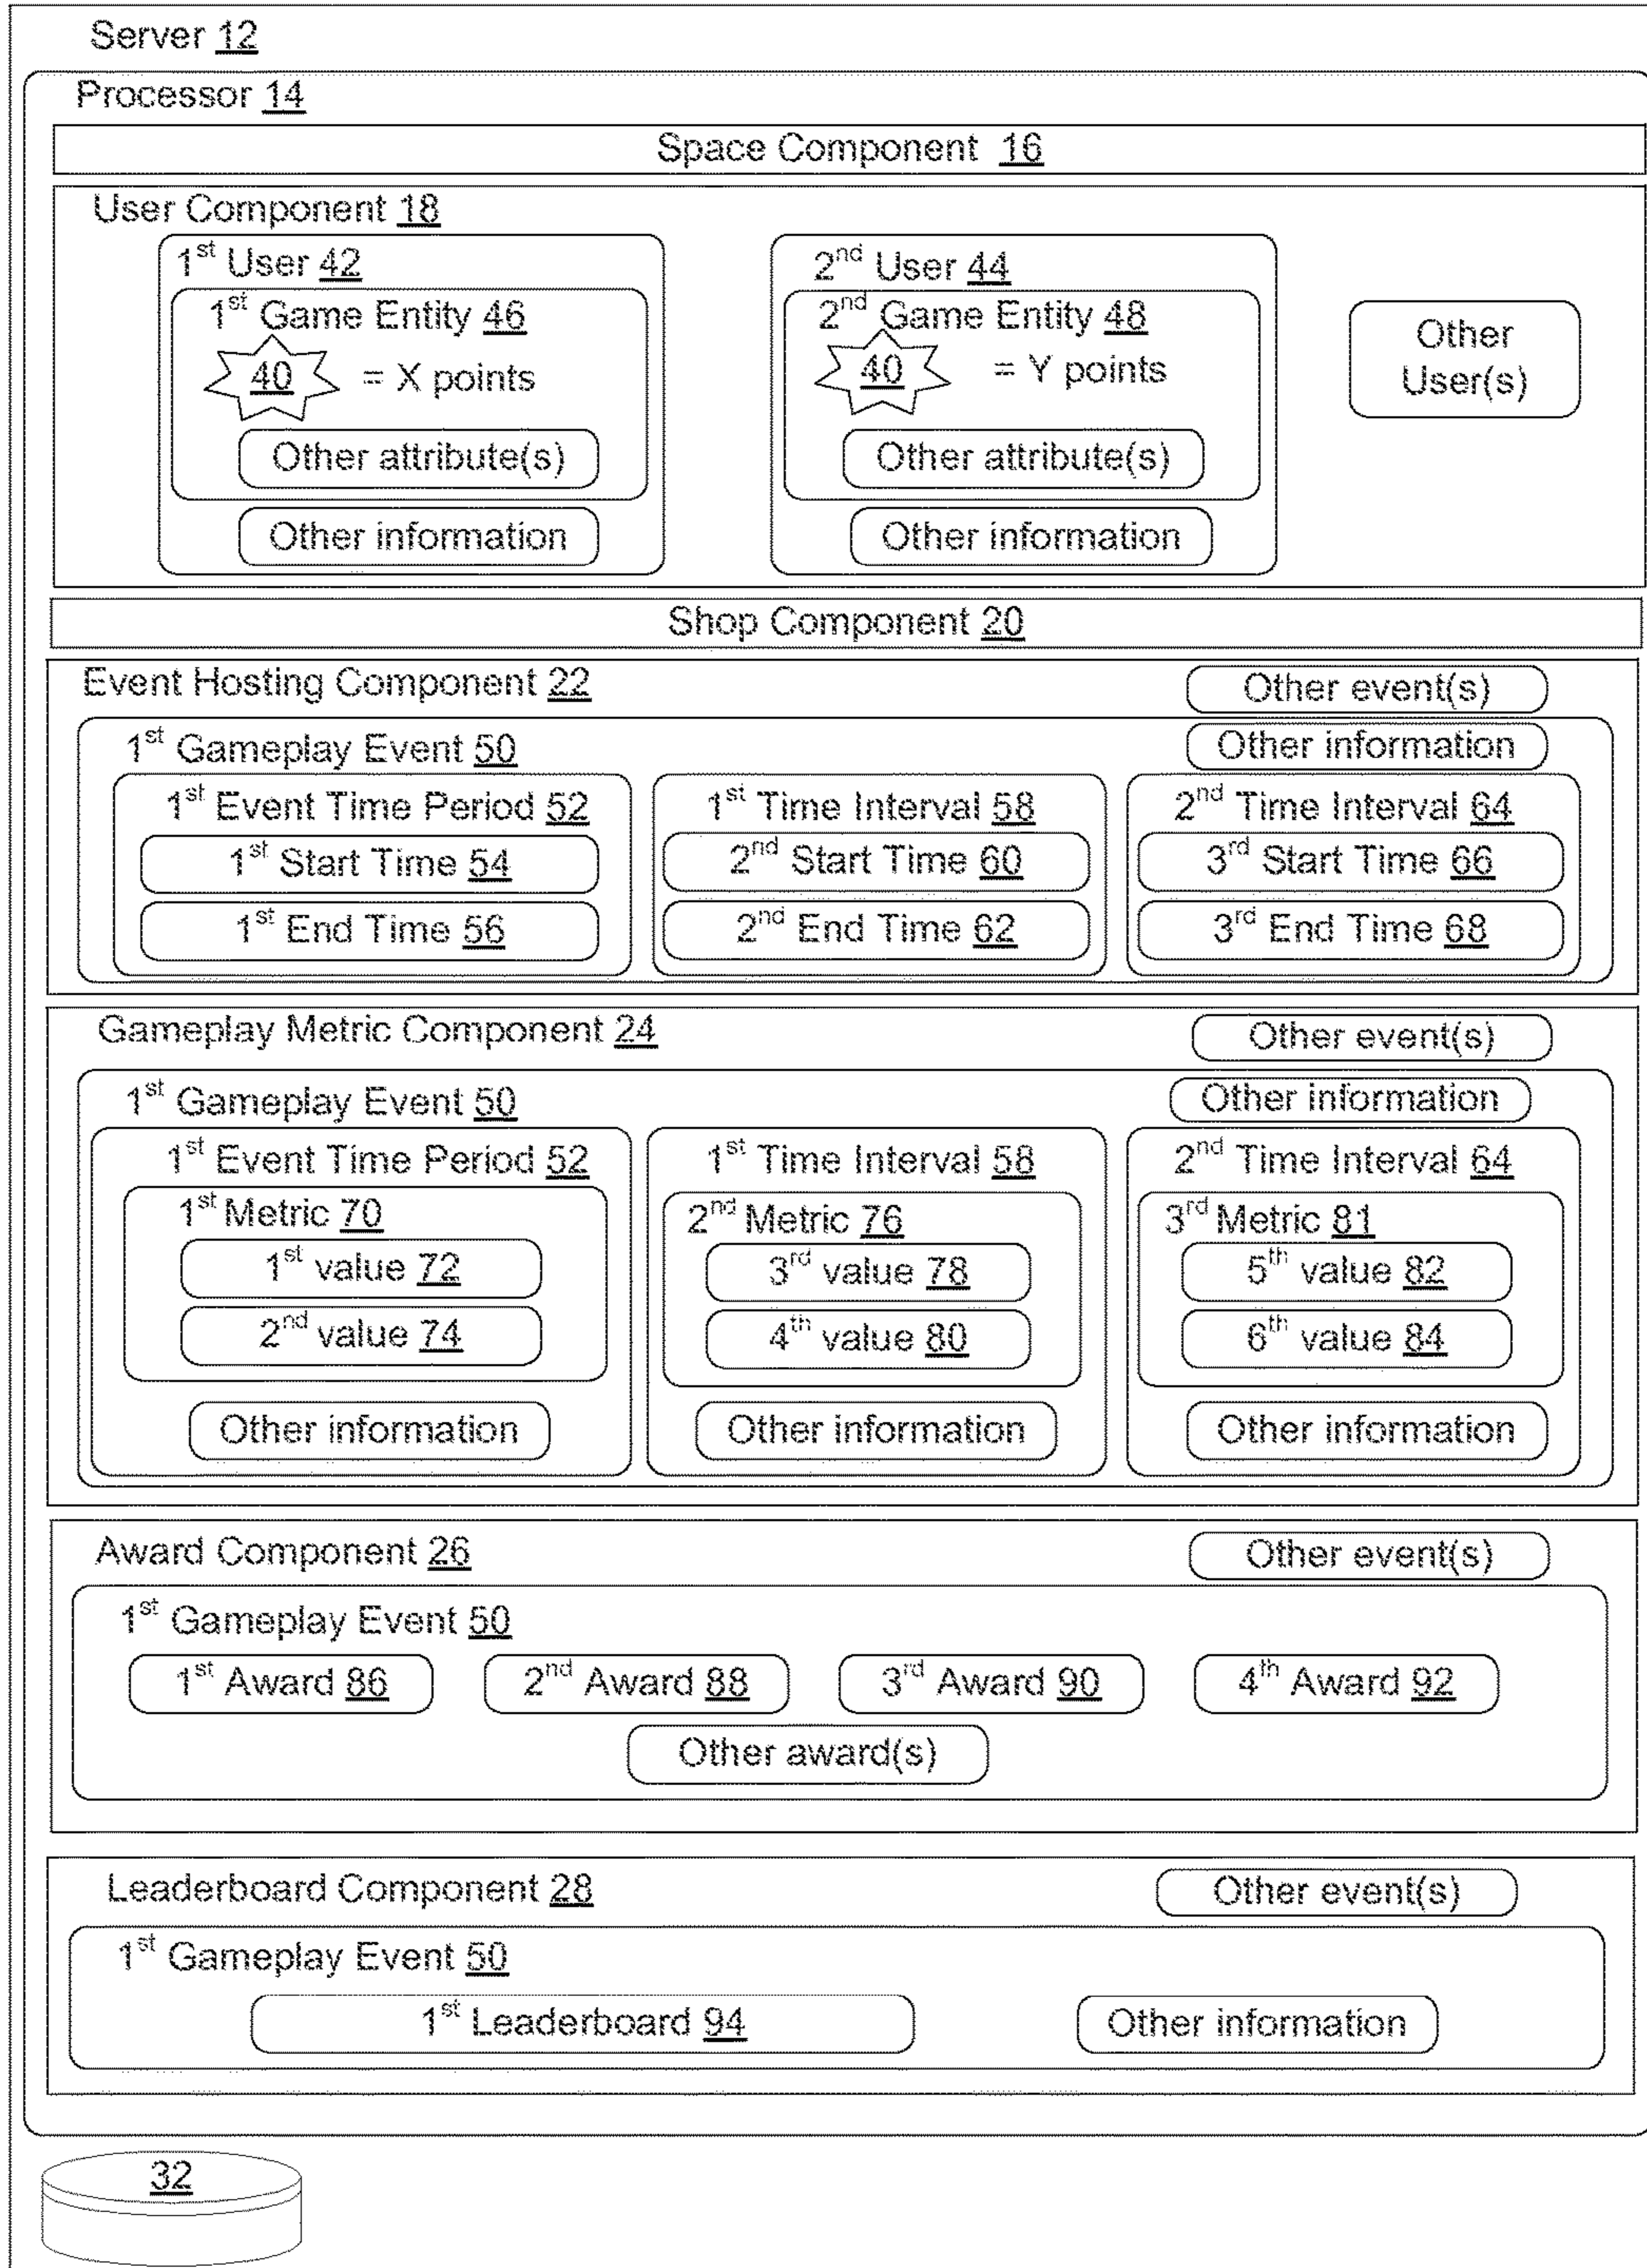 Server 12
Processor 14
Space Component 16
User Component 18
1st User 42
2nd User 44
1st Game Entity 46
2nd Game Entity 48
Other
User(s)
40 = X points
40 = Y points
Other attribute(s)
Other attribute(s)
Other information
Other information
Shop Component 20
Event Hosting Component 22
Other event(s)
1st Gameplay Event 50
Other information
1st Event Time Period 52
1st Time Interval 58
2nd Time Interval 64
1st Start Time 54
2nd Start Time 60
3rd Start Time 66
1st End Time 56
2nd End Time 62
3rd End Time 68
Gameplay Metric Component 24
Other event(s)
1st Gameplay Event 50
Other information
1st Event Time Period 52
1st Time Interval 58
2nd Time Interval 64
1st Metric 70
2nd Metric 76
3rd Metric 81
1st value 72
3rd value 78
5th value 82
2nd value 74
4th value 80
6th value 84
Other information
Other information
Other information
Award Component 26
Other event(s)
1st Gameplay Event 50
1st Award 86
2nd Award 88
3rd Award 90
4th Award 92
Other award(s)
Leaderboard Component 28
Other event(s)
1st Gameplay Event 50
1st Leaderboard 94
Other information
32